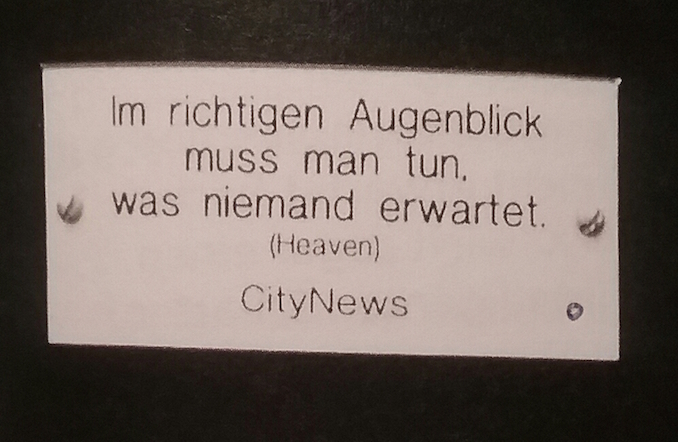 Im richtigen Augenblick
muss man tun,
was niemand erwartet.
(Heaven)
CityNews